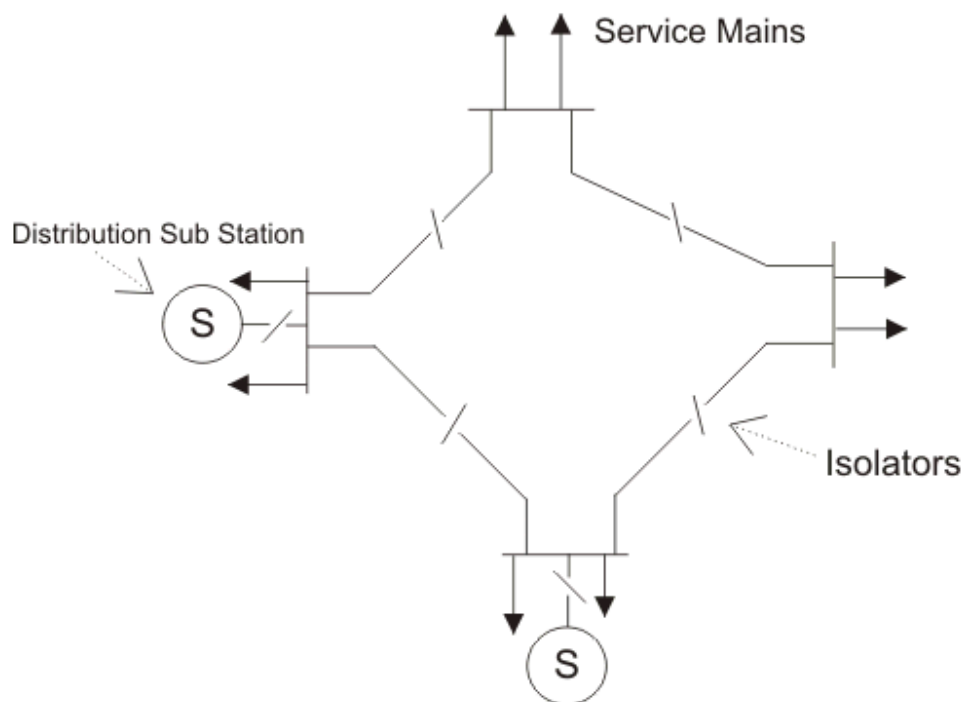 Service Mains
Distribution Sub Station
S
Isolators
S